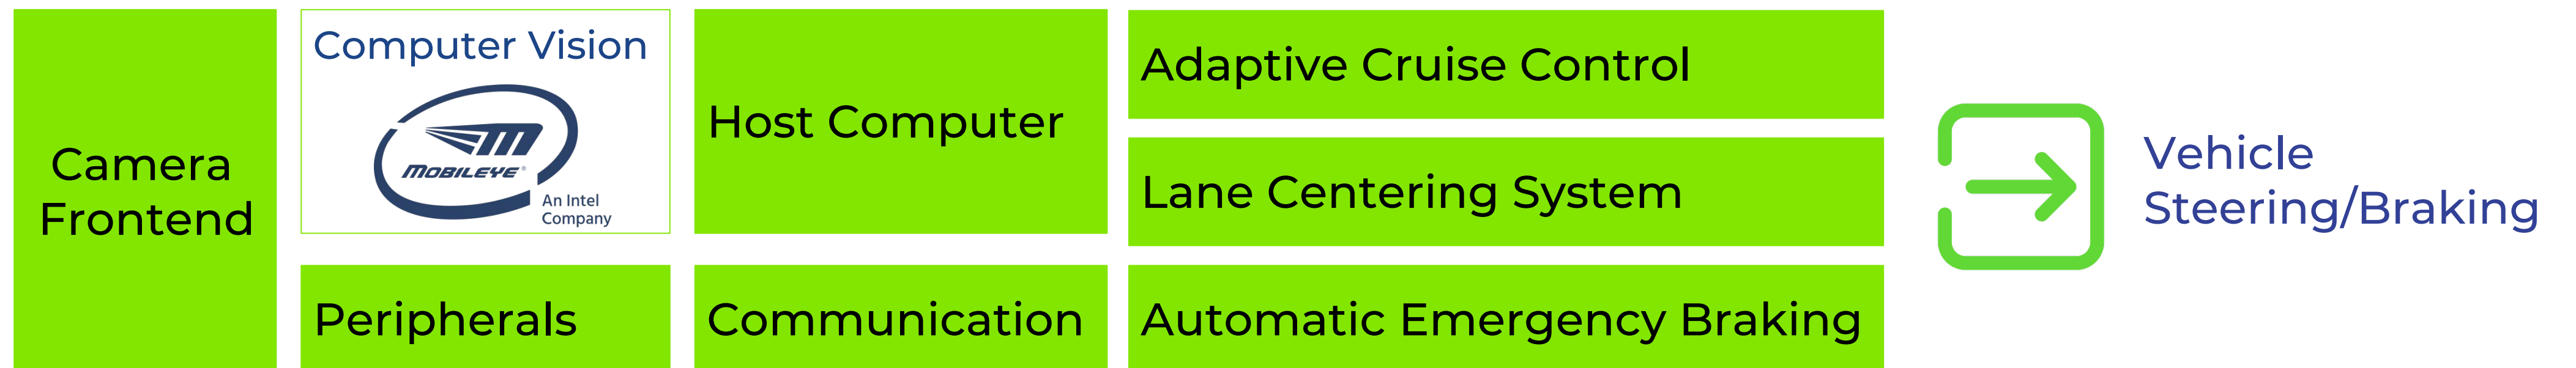 Camera
Frontend
Computer Vision
MOBILEYE®
An Intel
Company
Peripherals
Host Computer
Communication
Adaptive Cruise Control
Lane Centering System
Automatic Emergency Braking
Vehicle
Steering/Braking